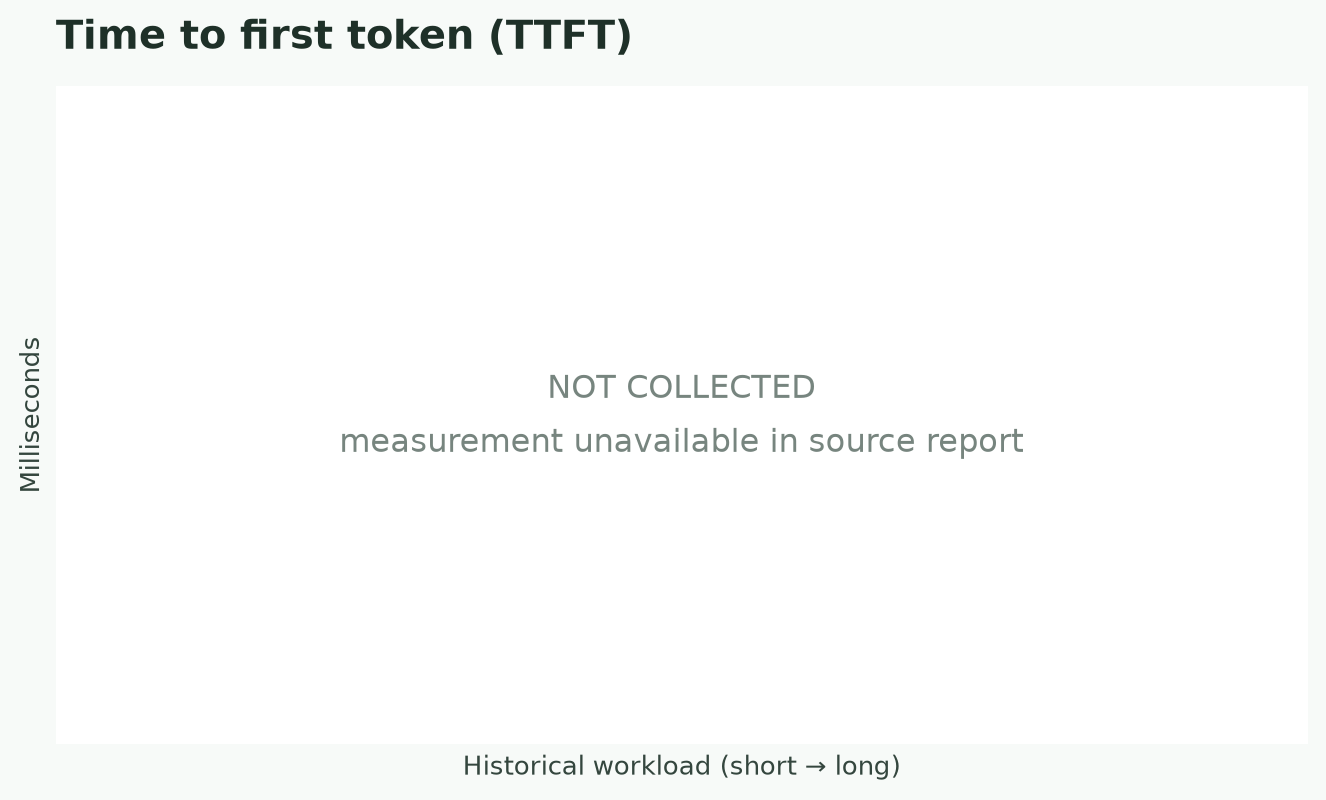 Time to first token (TTFT)
Milliseconds
NOT COLLECTED
measurement unavailable in source report
Historical workload (short → long)